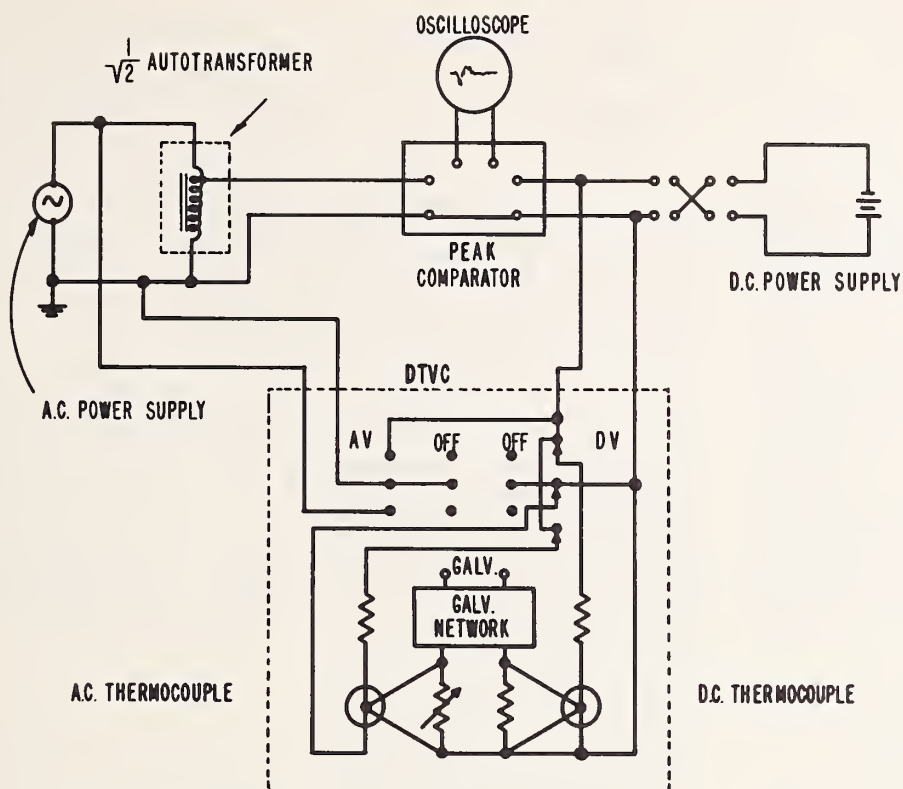 OSCILLOSCOPE
1
√2 AUTOTRANSFORMER
PEAK
COMPARATOR
D.C. POWER SUPPLY
A.C. POWER SUPPLY
DTVC
AV OFF OFF DV
GALV.
GALV.
NETWORK
A.C. THERMOCOUPLE
D.C. THERMOCOUPLE